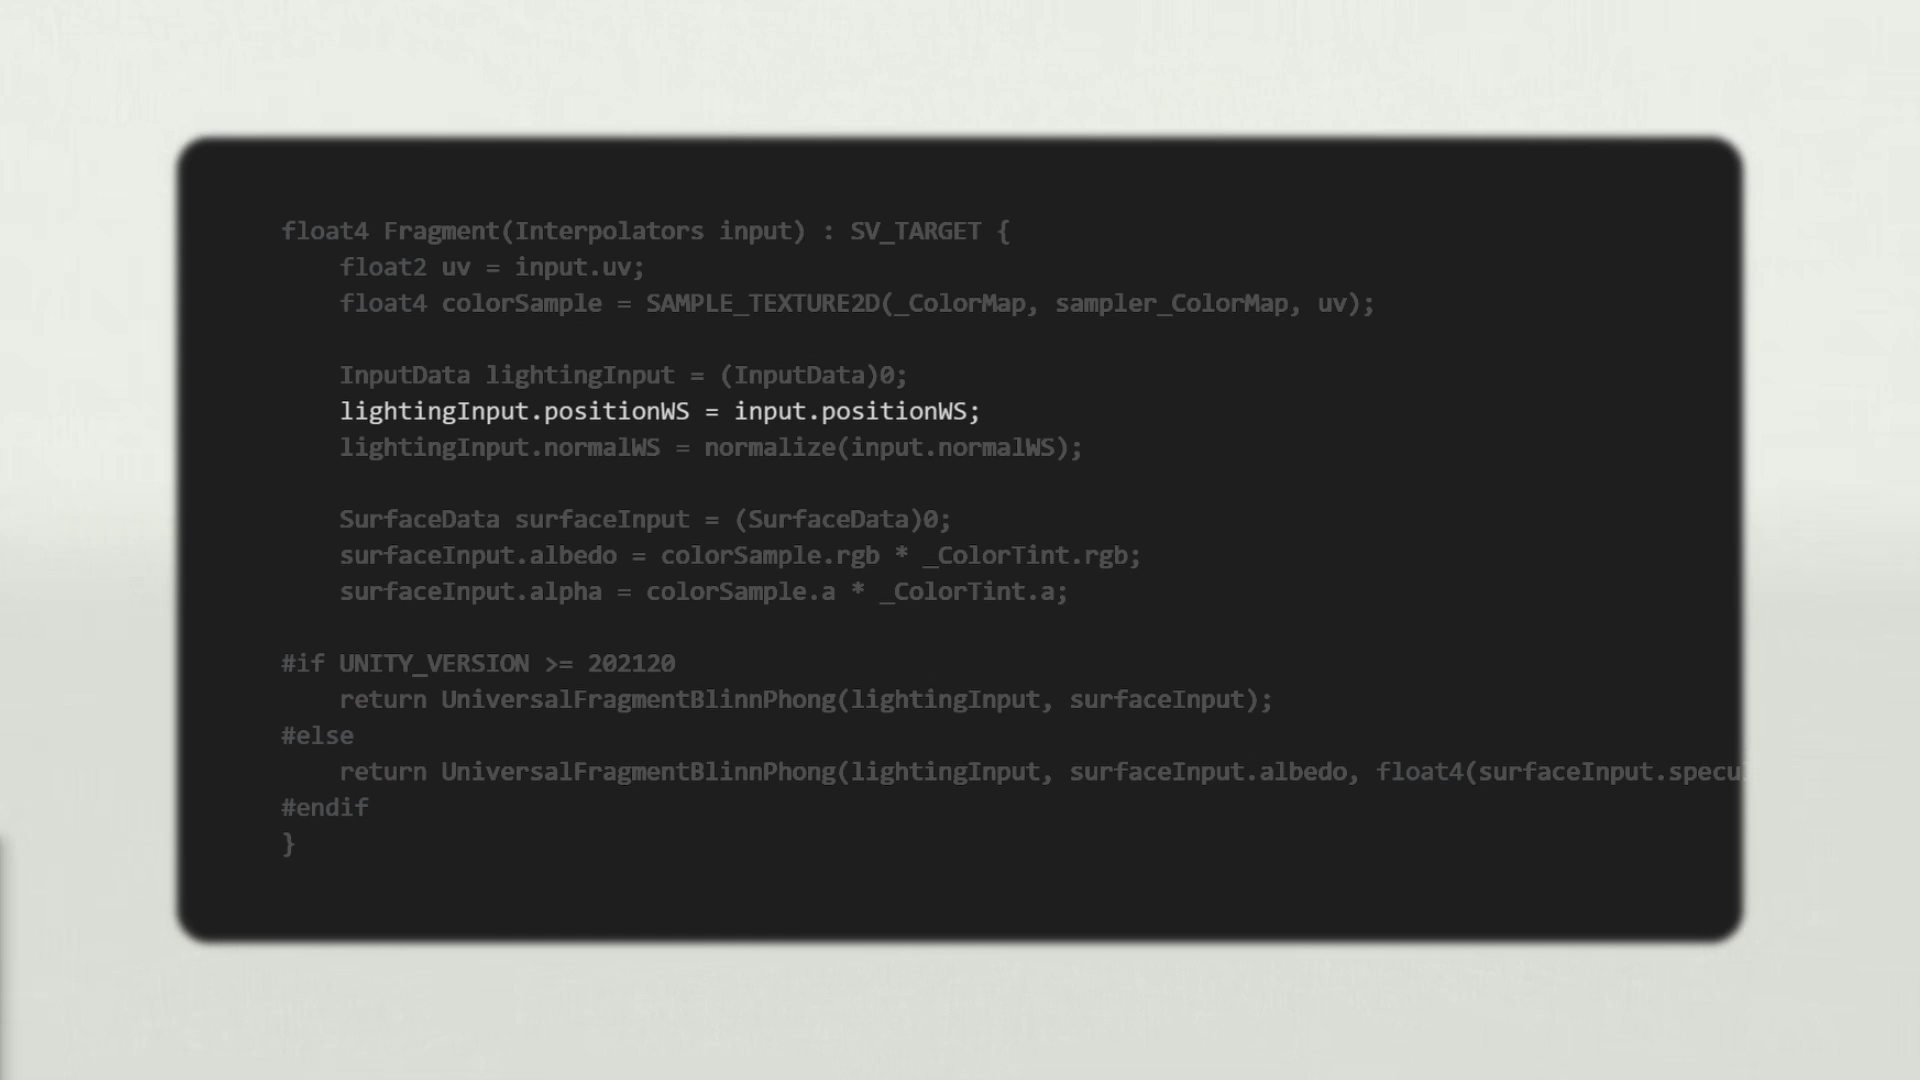 float4 Fragment(Interpolators input) : SV_TARGET {
    float2 uv = input.uv;
    float4 colorSample = SAMPLE_TEXTURE2D(_ColorMap, sampler_ColorMap, uv);
    InputData lightingInput = (InputData)0;
    lightingInput.positionWS = input.positionWS;
    lightingInput.normalWS = normalize(input.normalWS);
    SurfaceData surfaceInput = (SurfaceData)0;
    surfaceInput.albedo = colorSample.rgb * _ColorTint.rgb;
    surfaceInput.alpha = colorSample.a * _ColorTint.a;
#if UNITY_VERSION >= 202120
    return UniversalFragmentBlinnPhong(lightingInput, surfaceInput);
#else
    return UniversalFragmentBlinnPhong(lightingInput, surfaceInput.albedo, float4(surfaceInput.specu
#endif
}